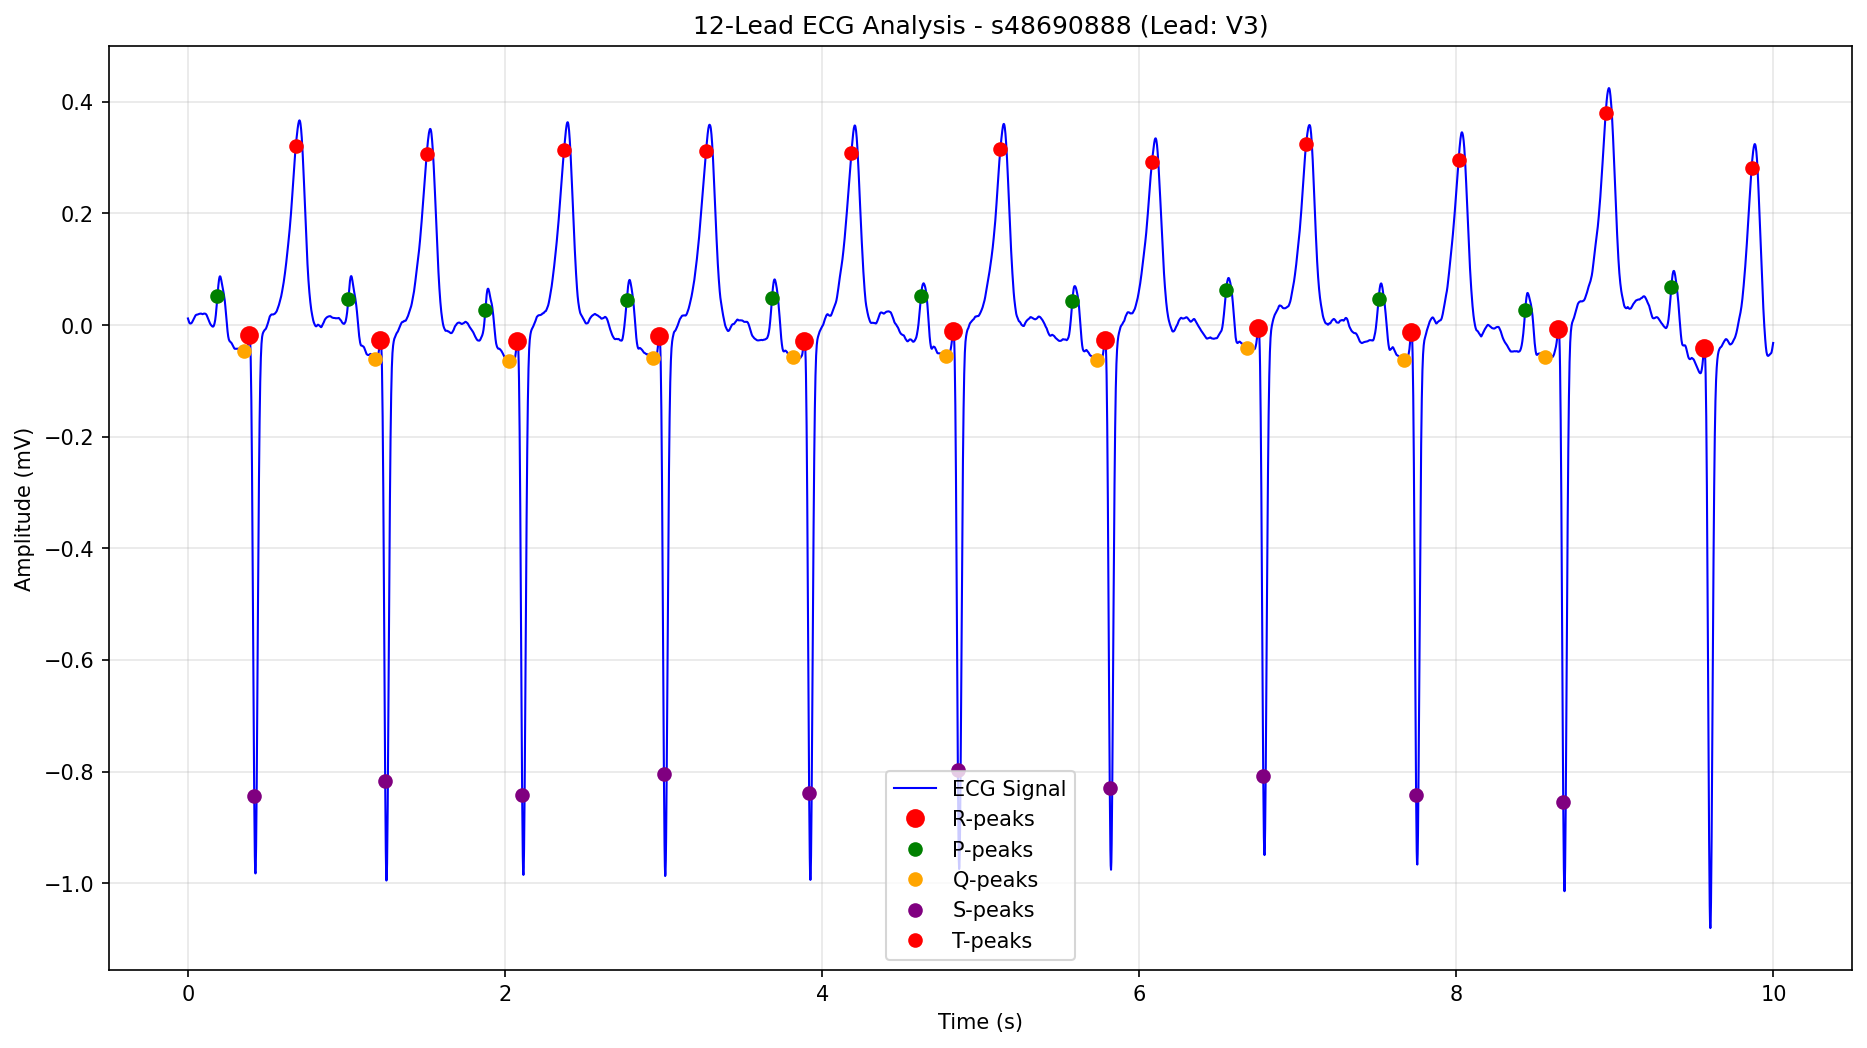 12-Lead ECG Analysis - s48690888 (Lead: V3)
Amplitude (mV)
0.4
0.2
0.0
−0.2
−0.4
−0.6
−0.8
−1.0
ECG Signal
R-peaks
P-peaks
Q-peaks
S-peaks
T-peaks
0 2 4 6 8 10
Time (s)